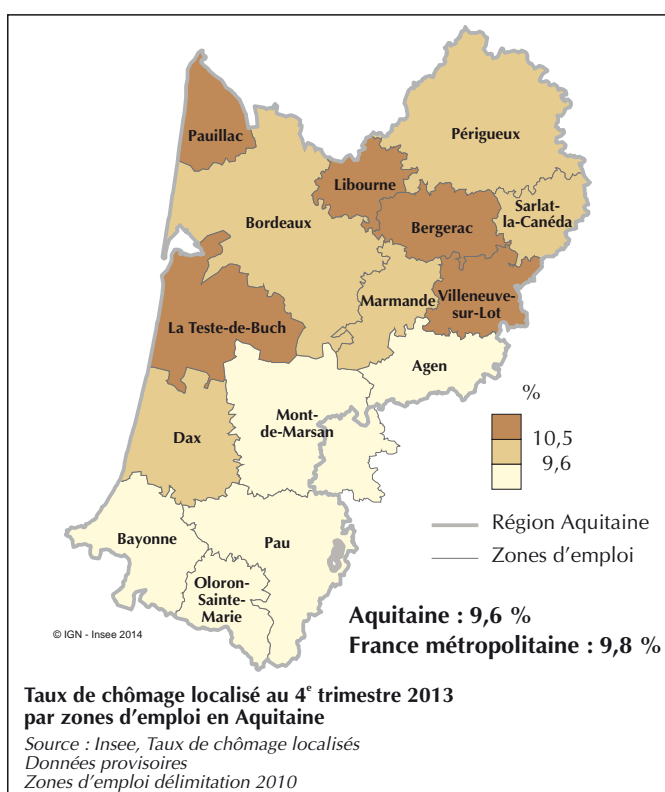 Pauillac
Périgueux
Libourne
Sarlat-
la-Canéda
Bordeaux
Bergerac
Marmande
Villeneuve-
sur-Lot
La Teste-de-Buch
Agen
%
Mont-
de-Marsan
10,5
Dax
9,6
Région Aquitaine
Bayonne
Pau
Zones d'emploi
Oloron-
Sainte-
Marie
Aquitaine : 9,6 %
© IGN - Insee 2014
France métropolitaine : 9,8 %
Taux de chômage localisé au 4e trimestre 2013
par zones d'emploi en Aquitaine
Source : Insee, Taux de chômage localisés
Données provisoires
Zones d'emploi délimitation 2010